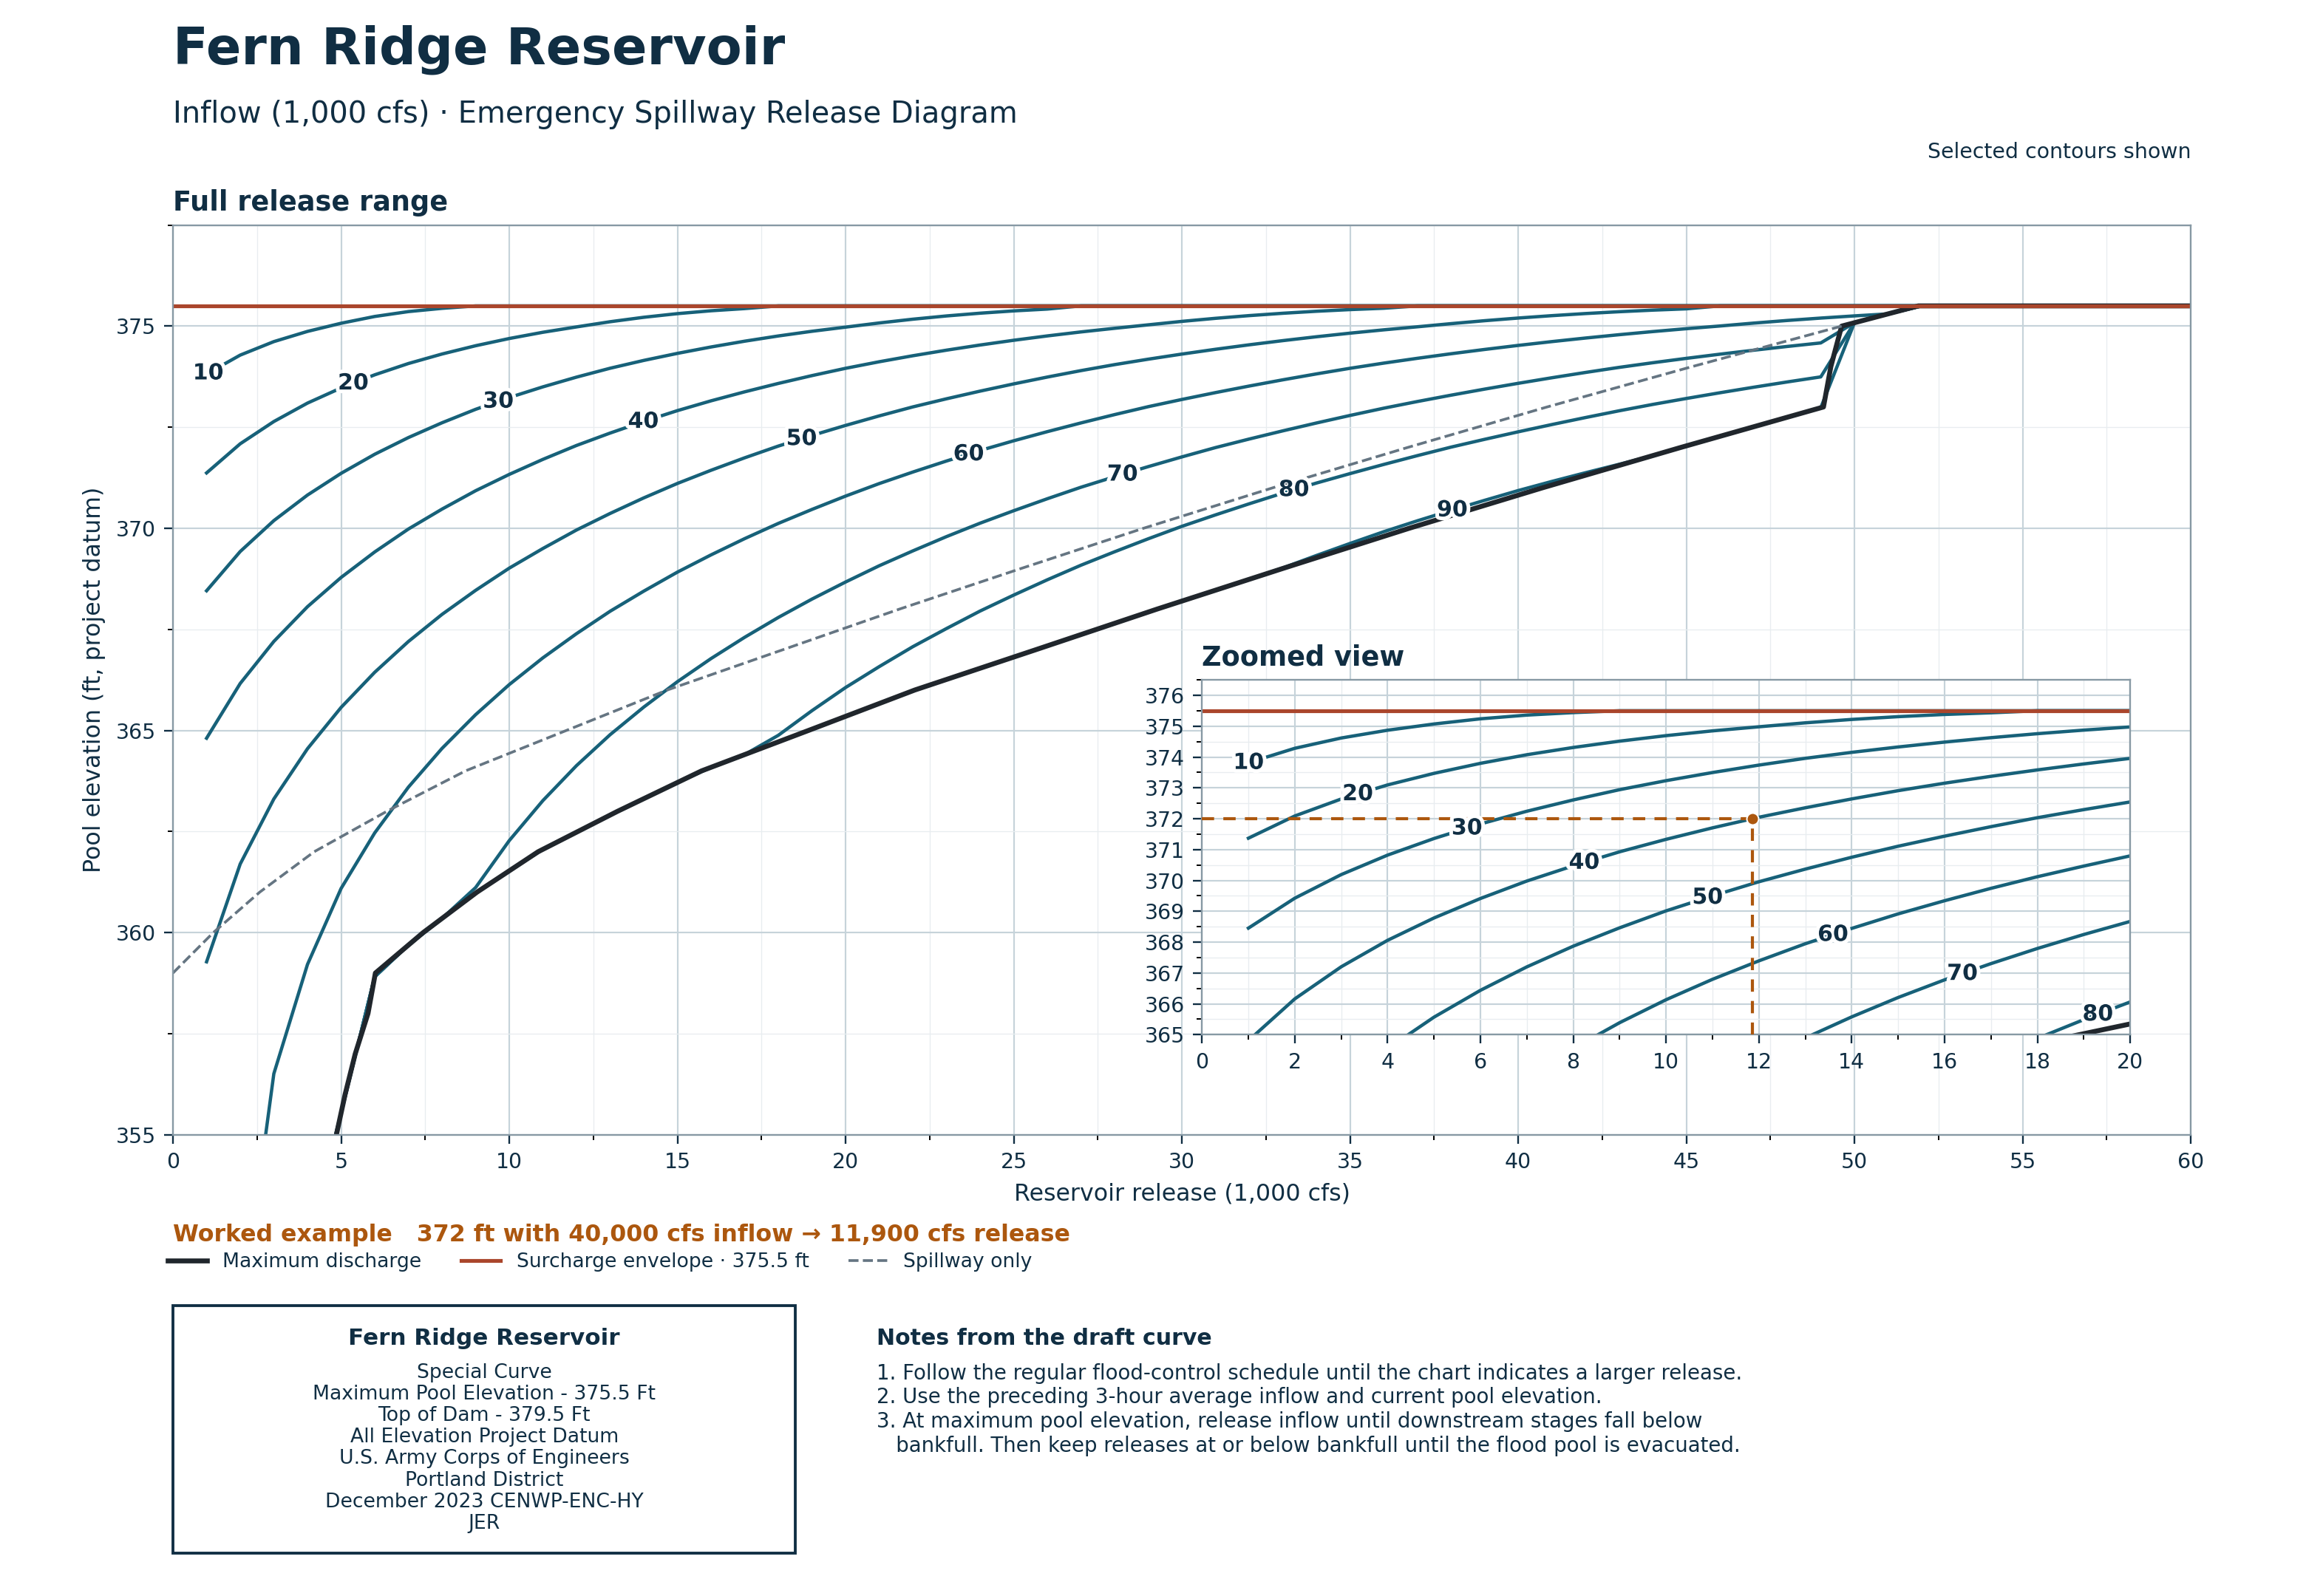 Fern Ridge Reservoir
Inflow (1,000 cfs) · Emergency Spillway Release Diagram
Selected contours shown
Full release range
375
370
365
360
355
Pool elevation (ft, project datum)
10
20
30
40
50
60
70
80
90
Zoomed view
376
375
374
373
372
371
370
369
368
367
366
365
10
20
30
40
50
60
70
80
0 2 4 6 8 10 12 14 16 18 20
0 5 10 15 20 25 30 35 40 45 50 55 60
Reservoir release (1,000 cfs)
Worked example 372 ft with 40,000 cfs inflow → 11,900 cfs release
Maximum discharge Surcharge envelope · 375.5 ft Spillway only
Fern Ridge Reservoir
Special Curve
Maximum Pool Elevation - 375.5 Ft
Top of Dam - 379.5 Ft
All Elevation Project Datum
U.S. Army Corps of Engineers
Portland District
December 2023 CENWP-ENC-HY
JER
Notes from the draft curve
1. Follow the regular flood-control schedule until the chart indicates a larger release.
2. Use the preceding 3-hour average inflow and current pool elevation.
3. At maximum pool elevation, release inflow until downstream stages fall below
bankfull. Then keep releases at or below bankfull until the flood pool is evacuated.